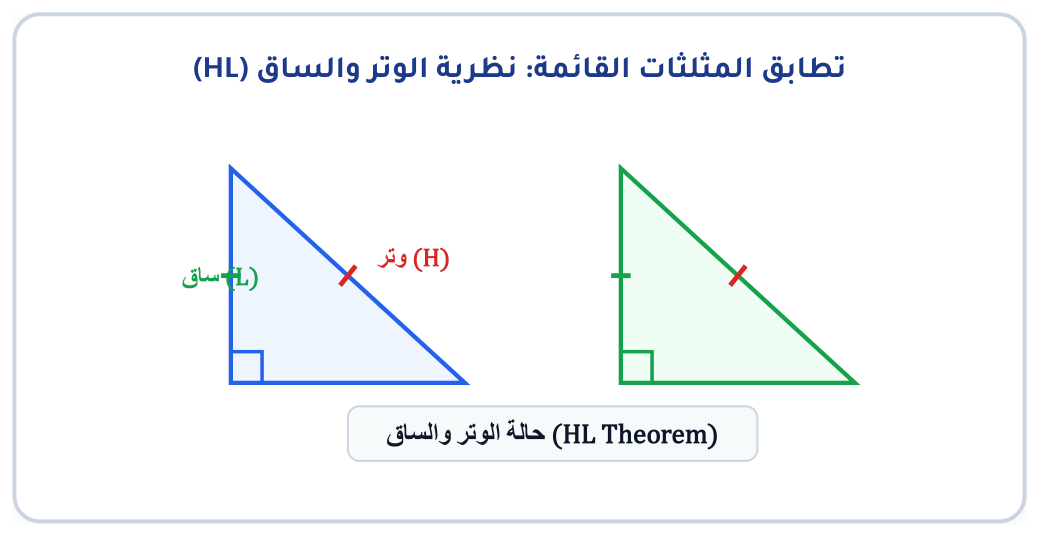 تطابق المثلثات القائمة: نظرية الوتر والساق (HL)
وتر (H)
ساق (L)
حالة الوتر والساق (HL Theorem)